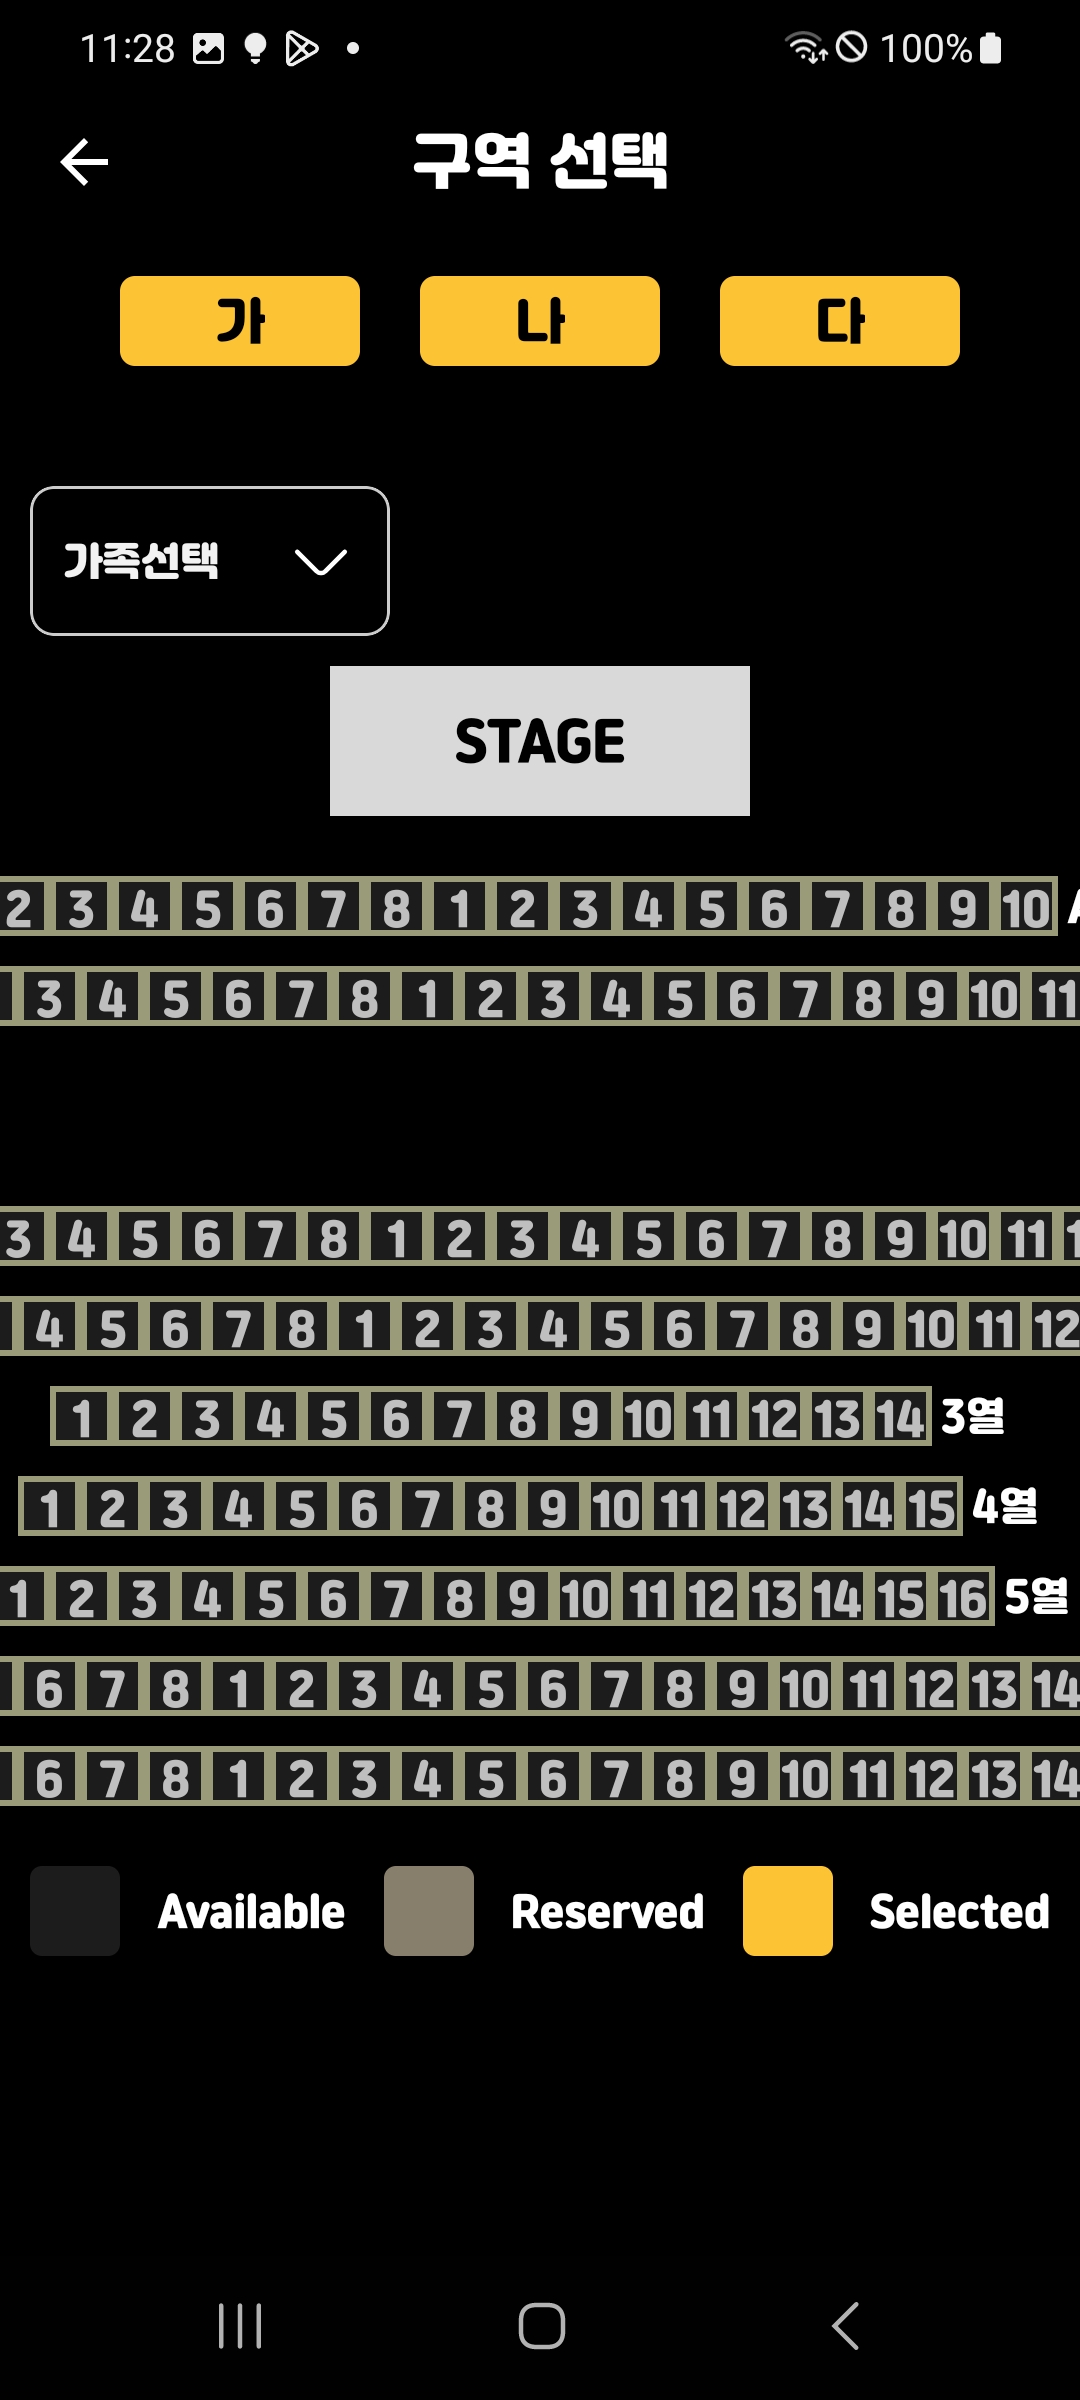 11:28 100%
구역 선택
가 나 다
가족선택
STAGE
2 3 4 5 6 7 8 1 2 3 4 5 6 7 8 9 10
3 4 5 6 7 8 1 2 3 4 5 6 7 8 9 10 11
3 4 5 6 7 8 1 2 3 4 5 6 7 8 9 10 11
4 5 6 7 8 1 2 3 4 5 6 7 8 9 10 11 12
1 2 3 4 5 6 7 8 9 10 11 12 13 14 3열
1 2 3 4 5 6 7 8 9 10 11 12 13 14 15 4열
1 2 3 4 5 6 7 8 9 10 11 12 13 14 15 16 5열
6 7 8 1 2 3 4 5 6 7 8 9 10 11 12 13 14
6 7 8 1 2 3 4 5 6 7 8 9 10 11 12 13 14
Available Reserved Selected